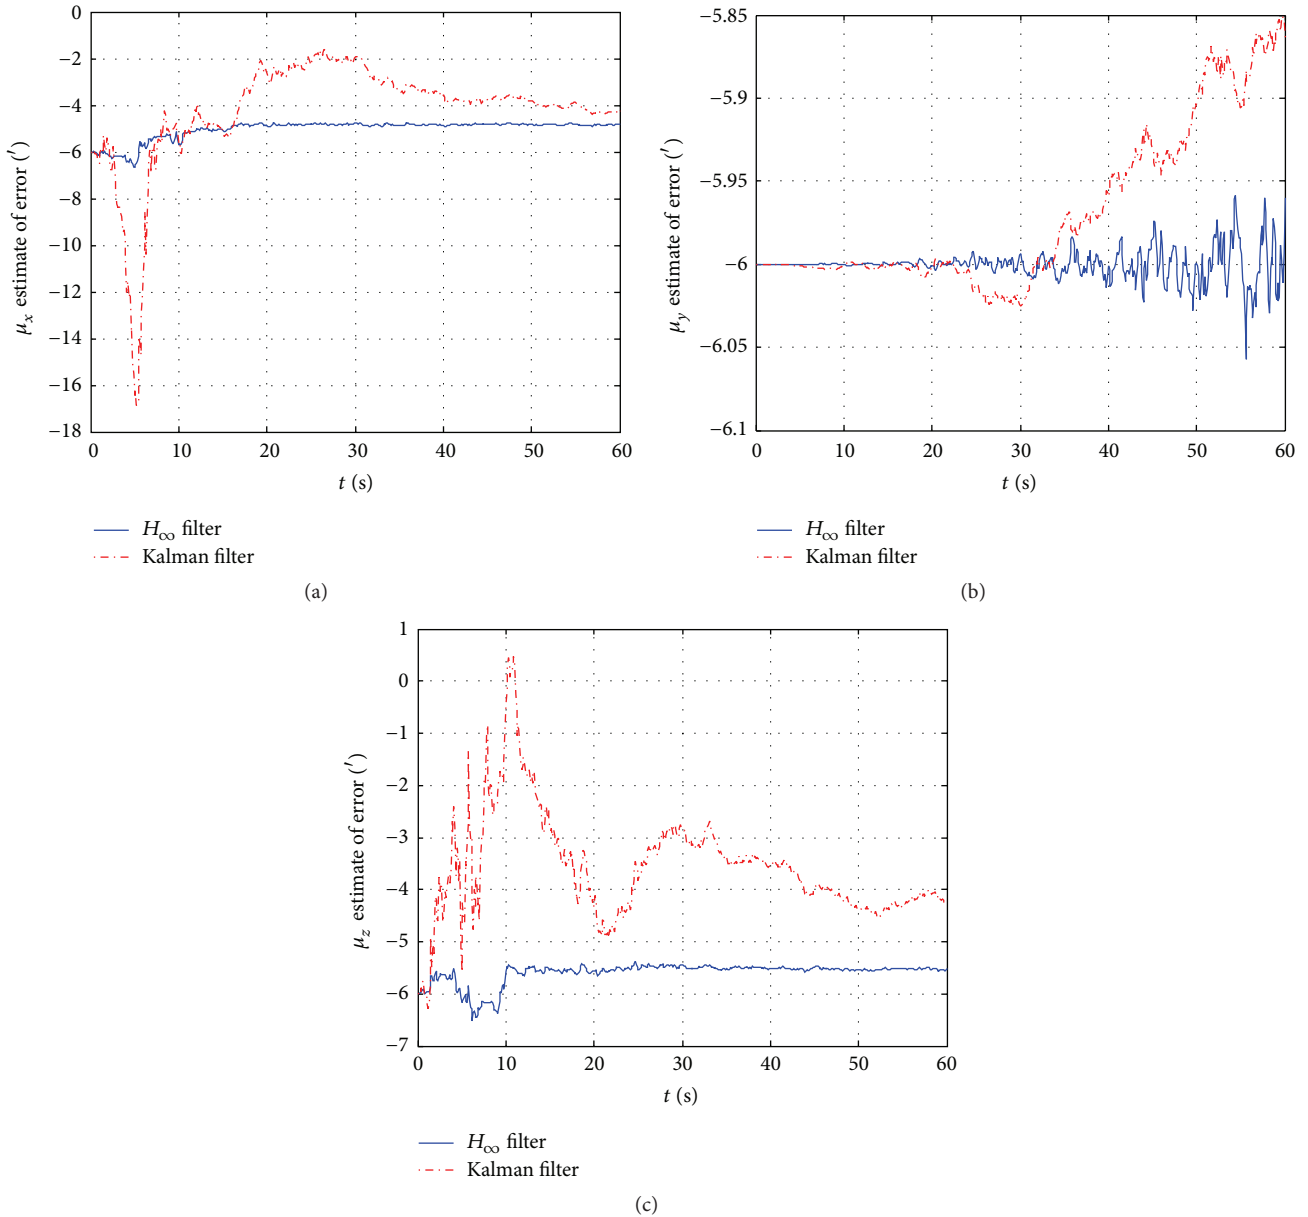 0
−2
−4
−6
−8
−10
−12
−14
−16
−18
μx estimate of error (′)
0 10 20 30 40 50 60
t (s)
H∞ filter
Kalman filter
(a)
−5.85
−5.9
−5.95
−6
−6.05
−6.1
μy estimate of error (′)
0 10 20 30 40 50 60
t (s)
H∞ filter
Kalman filter
(b)
1
0
−1
−2
−3
−4
−5
−6
−7
μz estimate of error (′)
0 10 20 30 40 50 60
t (s)
H∞ filter
Kalman filter
(c)